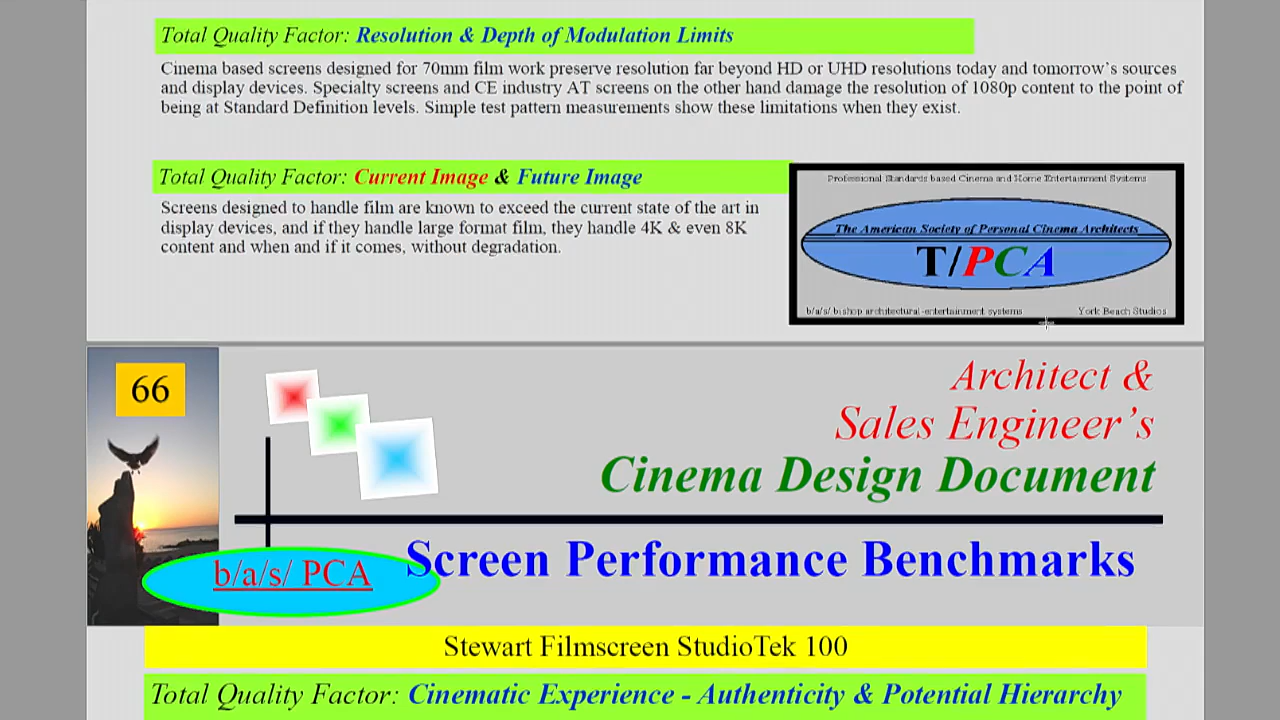 Total Quality Factor: Resolution & Depth of Modulation Limits
Cinema based screens designed for 70mm film work preserve resolution far beyond HD or UHD resolutions today and tomorrow's sources
and display devices. Specialty screens and CE industry AT screens on the other hand damage the resolution of 1080p content to the point of
being at Standard Definition levels. Simple test pattern measurements show these limitations when they exist.
Total Quality Factor: Current Image & Future Image
Screens designed to handle film are known to exceed the current state of the art in
display devices, and if they handle large format film, they handle 4K & even 8K
content and when and if it comes, without degradation.
Professional Standards based Cinema and Home Entertainment Systems
The American Society of Personal Cinema Architects
T/PCA
b/a/s/ bishop architectural-entertainment systems York Beach Studios
66
Architect &
Sales Engineer's
Cinema Design Document
b/a/s/ PCA
Screen Performance Benchmarks
Stewart Filmscreen StudioTek 100
Total Quality Factor: Cinematic Experience - Authenticity & Potential Hierarchy